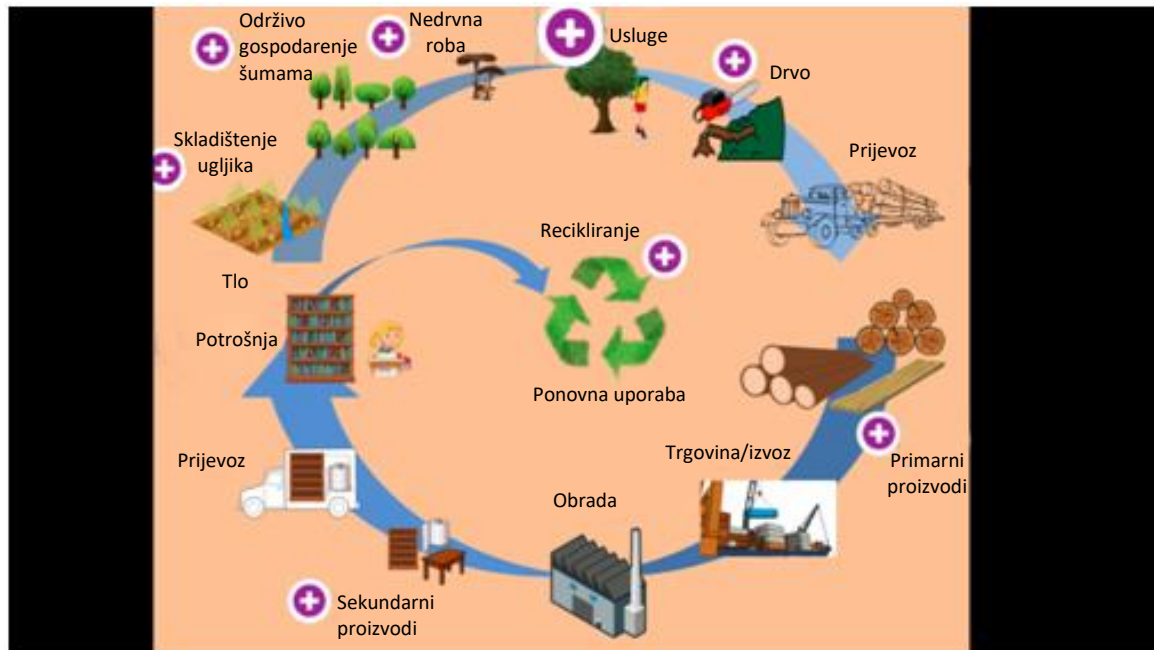 Održivo
gospodarenje
šumama
Nedrvna
roba
Usluge
Drvo
Skladištenje
ugljika
Prijevoz
Recikliranje
Tlo
Potrošnja
Ponovna uporaba
Prijevoz
Trgovina/izvoz
Primarni
proizvodi
Obrada
Sekundarni
proizvodi